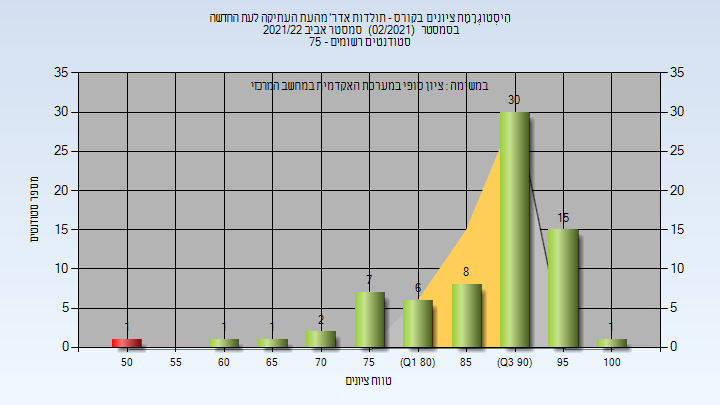 הִיסְטוֹגְרָמַת ציונים בקורס - תולדות אדר' מהעת העתיקה לעת החדשה
בסמסטר (02/2021) סמסטר אביב 2021/22
סטודנטים רשומים - 75
במשימה : ציון סופי במערכת האקדמית במחשב המרכזי
מספר סטודנטים
35 35
30 30
25 25
20 20
15 15
10 10
5 5
0 0
1 1 1 2 7 6 8 30 15 1
50 55 60 65 70 75 (Q1 80) 85 (Q3 90) 95 100
טווח ציונים